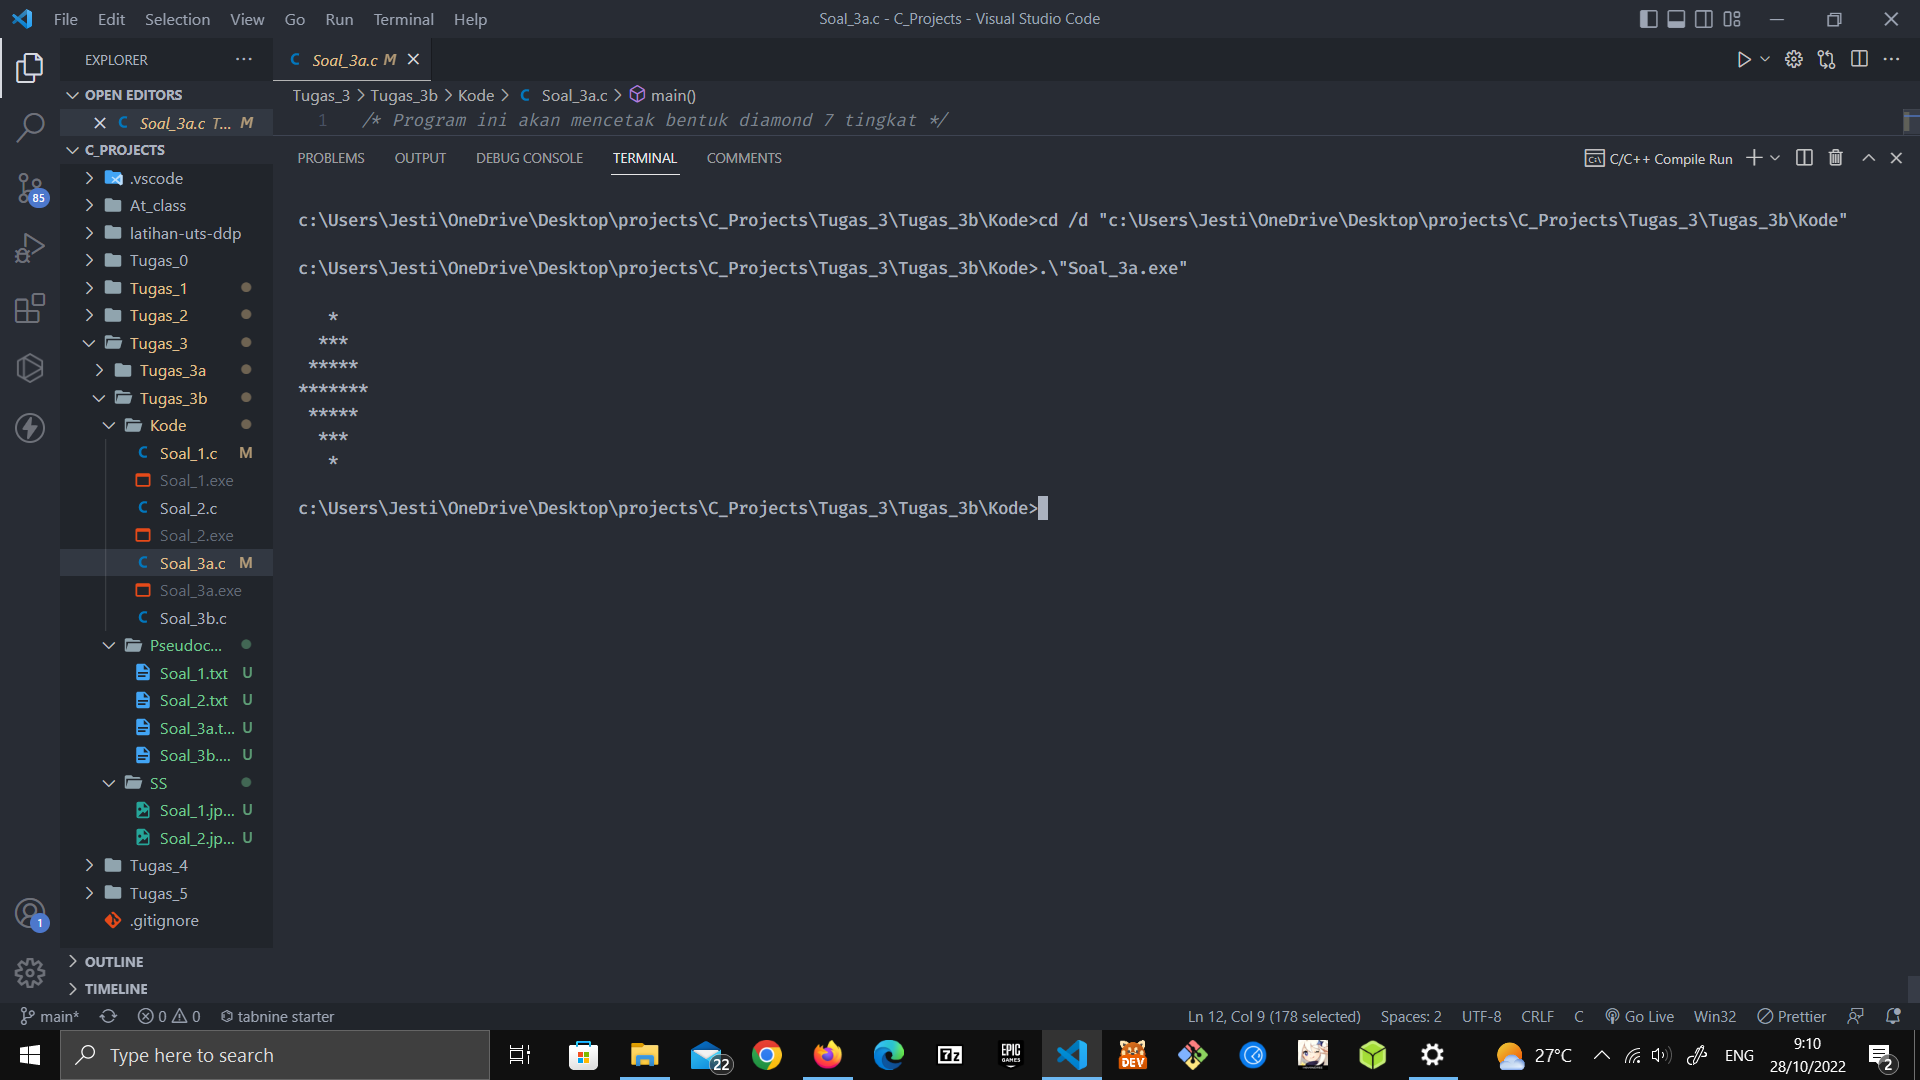 File Edit Selection View Go Run Terminal Help
Soal_3a.c - C_Projects - Visual Studio Code
EXPLORER
OPEN EDITORS
Soal_3a.c T... M
C_PROJECTS
.vscode
At_class
latihan-uts-ddp
Tugas_0
Tugas_1
Tugas_2
Tugas_3
Tugas_3a
Tugas_3b
Kode
Soal_1.c M
Soal_1.exe
Soal_2.c
Soal_2.exe
Soal_3a.c M
Soal_3a.exe
Soal_3b.c
Pseudoc...
Soal_1.txt U
Soal_2.txt U
Soal_3a.t... U
Soal_3b.... U
SS
Soal_1.jp... U
Soal_2.jp... U
Tugas_4
Tugas_5
.gitignore
OUTLINE
TIMELINE
85
1
Soal_3a.c M
Tugas_3 > Tugas_3b > Kode > C Soal_3a.c > main()
1 /* Program ini akan mencetak bentuk diamond 7 tingkat */
PROBLEMS OUTPUT DEBUG CONSOLE TERMINAL COMMENTS
C/C++ Compile Run
c:\Users\Jesti\OneDrive\Desktop\projects\C_Projects\Tugas_3\Tugas_3b\Kode>cd /d "c:\Users\Jesti\OneDrive\Desktop\projects\C_Projects\Tugas_3\Tugas_3b\Kode"
c:\Users\Jesti\OneDrive\Desktop\projects\C_Projects\Tugas_3\Tugas_3b\Kode>.\"Soal_3a.exe"
   *
  ***
 *****
*******
 *****
  ***
   *
c:\Users\Jesti\OneDrive\Desktop\projects\C_Projects\Tugas_3\Tugas_3b\Kode>
main* 0 0 tabnine starter
Ln 12, Col 9 (178 selected) Spaces: 2 UTF-8 CRLF C Go Live Win32 Prettier
Type here to search
22
7z
EPIC GAMES
DEV
27°C ENG
9:10
28/10/2022
2